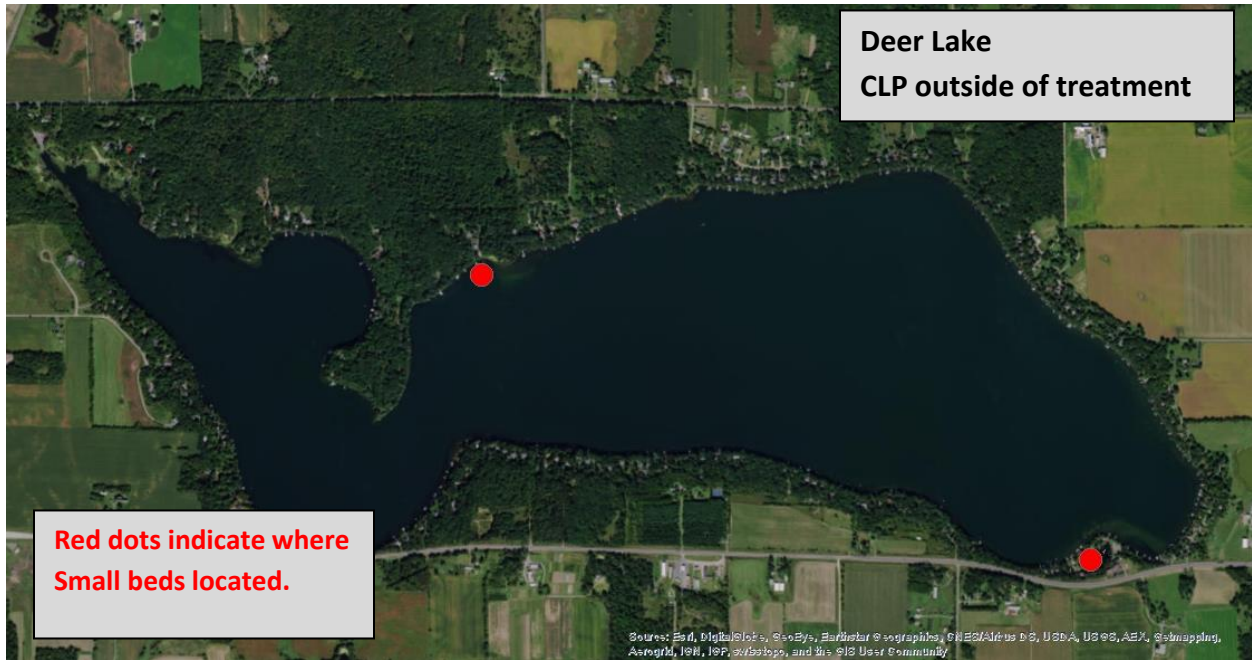 Deer Lake
CLP outside of treatment
Red dots indicate where
Small beds located.
Source: Esri, DigitalGlobe, GeoEye, Earthstar Geographics, CNES/Airbus DS, USDA, USGS, AEX, Getmapping,
Aerogrid, IGN, IGP, swisstopo, and the GIS User Community